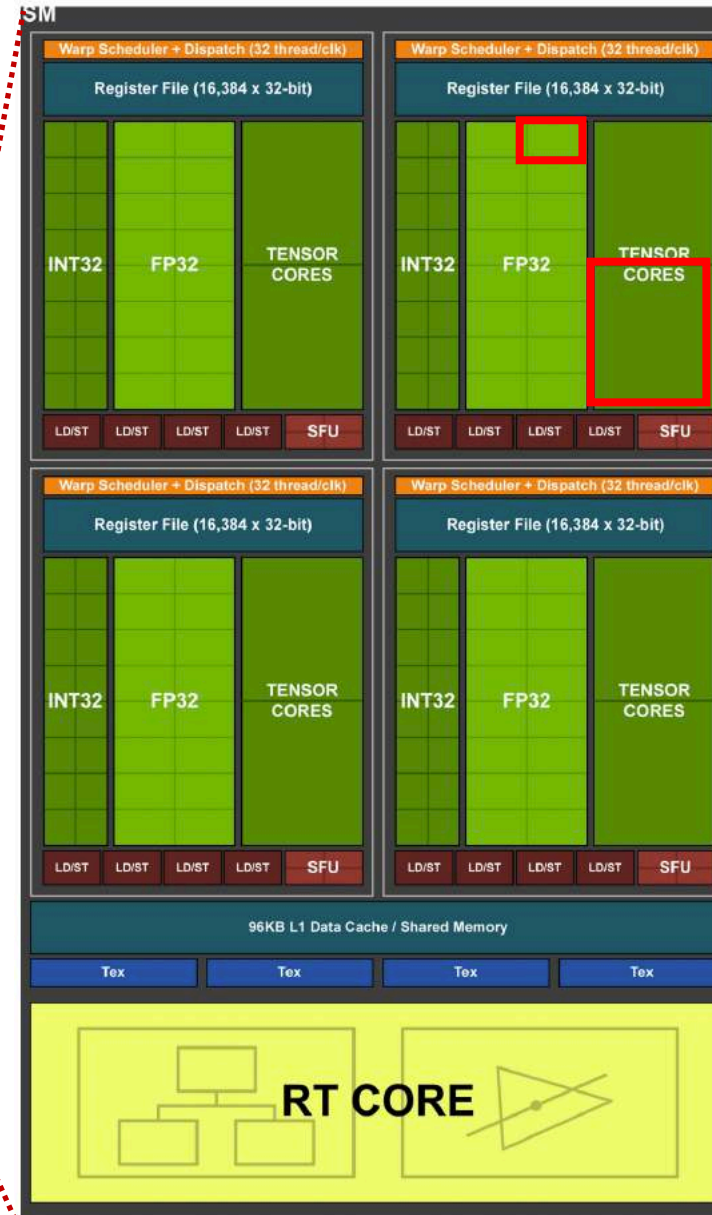 SM
Warp Scheduler + Dispatch (32 thread/clk)
Register File (16,384 x 32-bit)
INT32
FP32
TENSOR
CORES
LD/ST
LD/ST
LD/ST
LD/ST
SFU
Warp Scheduler + Dispatch (32 thread/clk)
Register File (16,384 x 32-bit)
INT32
FP32
TENSOR
CORES
LD/ST
LD/ST
LD/ST
LD/ST
SFU
Warp Scheduler + Dispatch (32 thread/clk)
Register File (16,384 x 32-bit)
INT32
FP32
TENSOR
CORES
LD/ST
LD/ST
LD/ST
LD/ST
SFU
Warp Scheduler + Dispatch (32 thread/clk)
Register File (16,384 x 32-bit)
INT32
FP32
TENSOR
CORES
LD/ST
LD/ST
LD/ST
LD/ST
SFU
96KB L1 Data Cache / Shared Memory
Tex
Tex
Tex
Tex
RT CORE